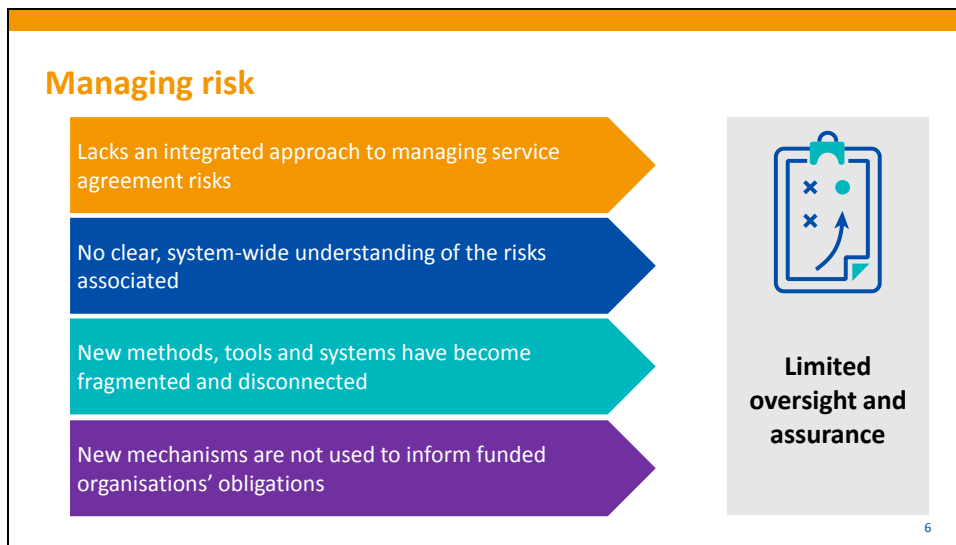 Managing risk
Lacks an integrated approach to managing service
agreement risks
No clear, system-wide understanding of the risks
associated
New methods, tools and systems have become
fragmented and disconnected
New mechanisms are not used to inform funded
organisations’ obligations
Limited
oversight and
assurance
6